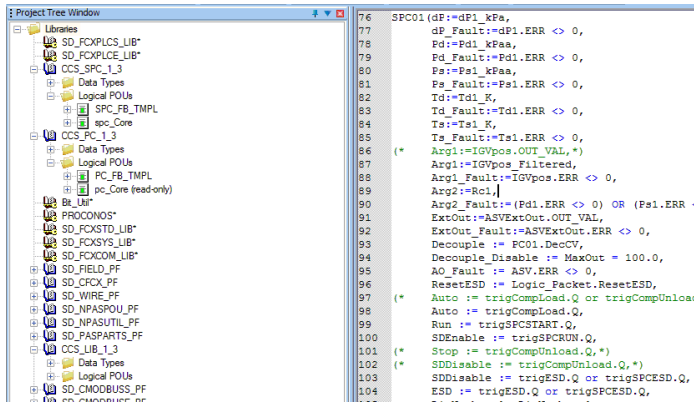 Project Tree Window
Libraries
SD_FCXPLCS_LIB*
SD_FCXPLCE_LIB*
CCS_SPC_1_3
Data Types
Logical POUs
SPC_FB_TMPL
spc_Core
CCS_PC_1_3
Data Types
Logical POUs
PC_FB_TMPL
pc_Core (read-only)
Bit_Util*
PROCONOS*
SD_FCXSTD_LIB*
SD_FCXSYS_LIB*
SD_FCXCOM_LIB*
SD_FIELD_PF
SD_CFCX_PF
SD_WIRE_PF
SD_NPASPOU_PF
SD_NPASUTIL_PF
SD_PASPARTS_PF
CCS_LIB_1_3
Data Types
Logical POUs
SD_CMODBUSS_PF
76 SPC01(dP:=dP1_kPa,
77 dP_Fault:=dP1.ERR <> 0,
78 Pd:=Pd1_kPaa,
79 Pd_Fault:=Pd1.ERR <> 0,
80 Ps:=Ps1_kPaa,
81 Ps_Fault:=Ps1.ERR <> 0,
82 Td:=Td1_K,
83 Td_Fault:=Td1.ERR <> 0,
84 Ts:=Ts1_K,
85 Ts_Fault:=Ts1.ERR <> 0,
86 (* Arg1:=IGVpos.OUT_VAL,*)
87 Arg1:=IGVpos_Filtered,
88 Arg1_Fault:=IGVpos.ERR <> 0,
89 Arg2:=Rc1,
90 Arg2_Fault:=(Pd1.ERR <> 0) OR (Ps1.ERR <
91 ExtOut:=ASVExtOut.OUT_VAL,
92 ExtOut_Fault:=ASVExtOut.ERR <> 0,
93 Decouple := PC01.DecCV,
94 Decouple_Disable := MaxOut = 100.0,
95 AO_Fault := ASV.ERR <> 0,
96 ResetESD := Logic_Packet.ResetESD,
97 (* Auto := trigCompLoad.Q or trigCompUnload
98 Auto := trigCompLoad.Q,
99 Run := trigSPCSTART.Q,
100 SDEnable := trigSPCRUN.Q,
101 (* Stop := trigCompUnload.Q,*)
102 (* SDDisable := trigCompUnload.Q,*)
103 SDDisable := trigESD.Q or trigSPCESD.Q,
104 ESD := trigESD.Q or trigSPCESD.Q,